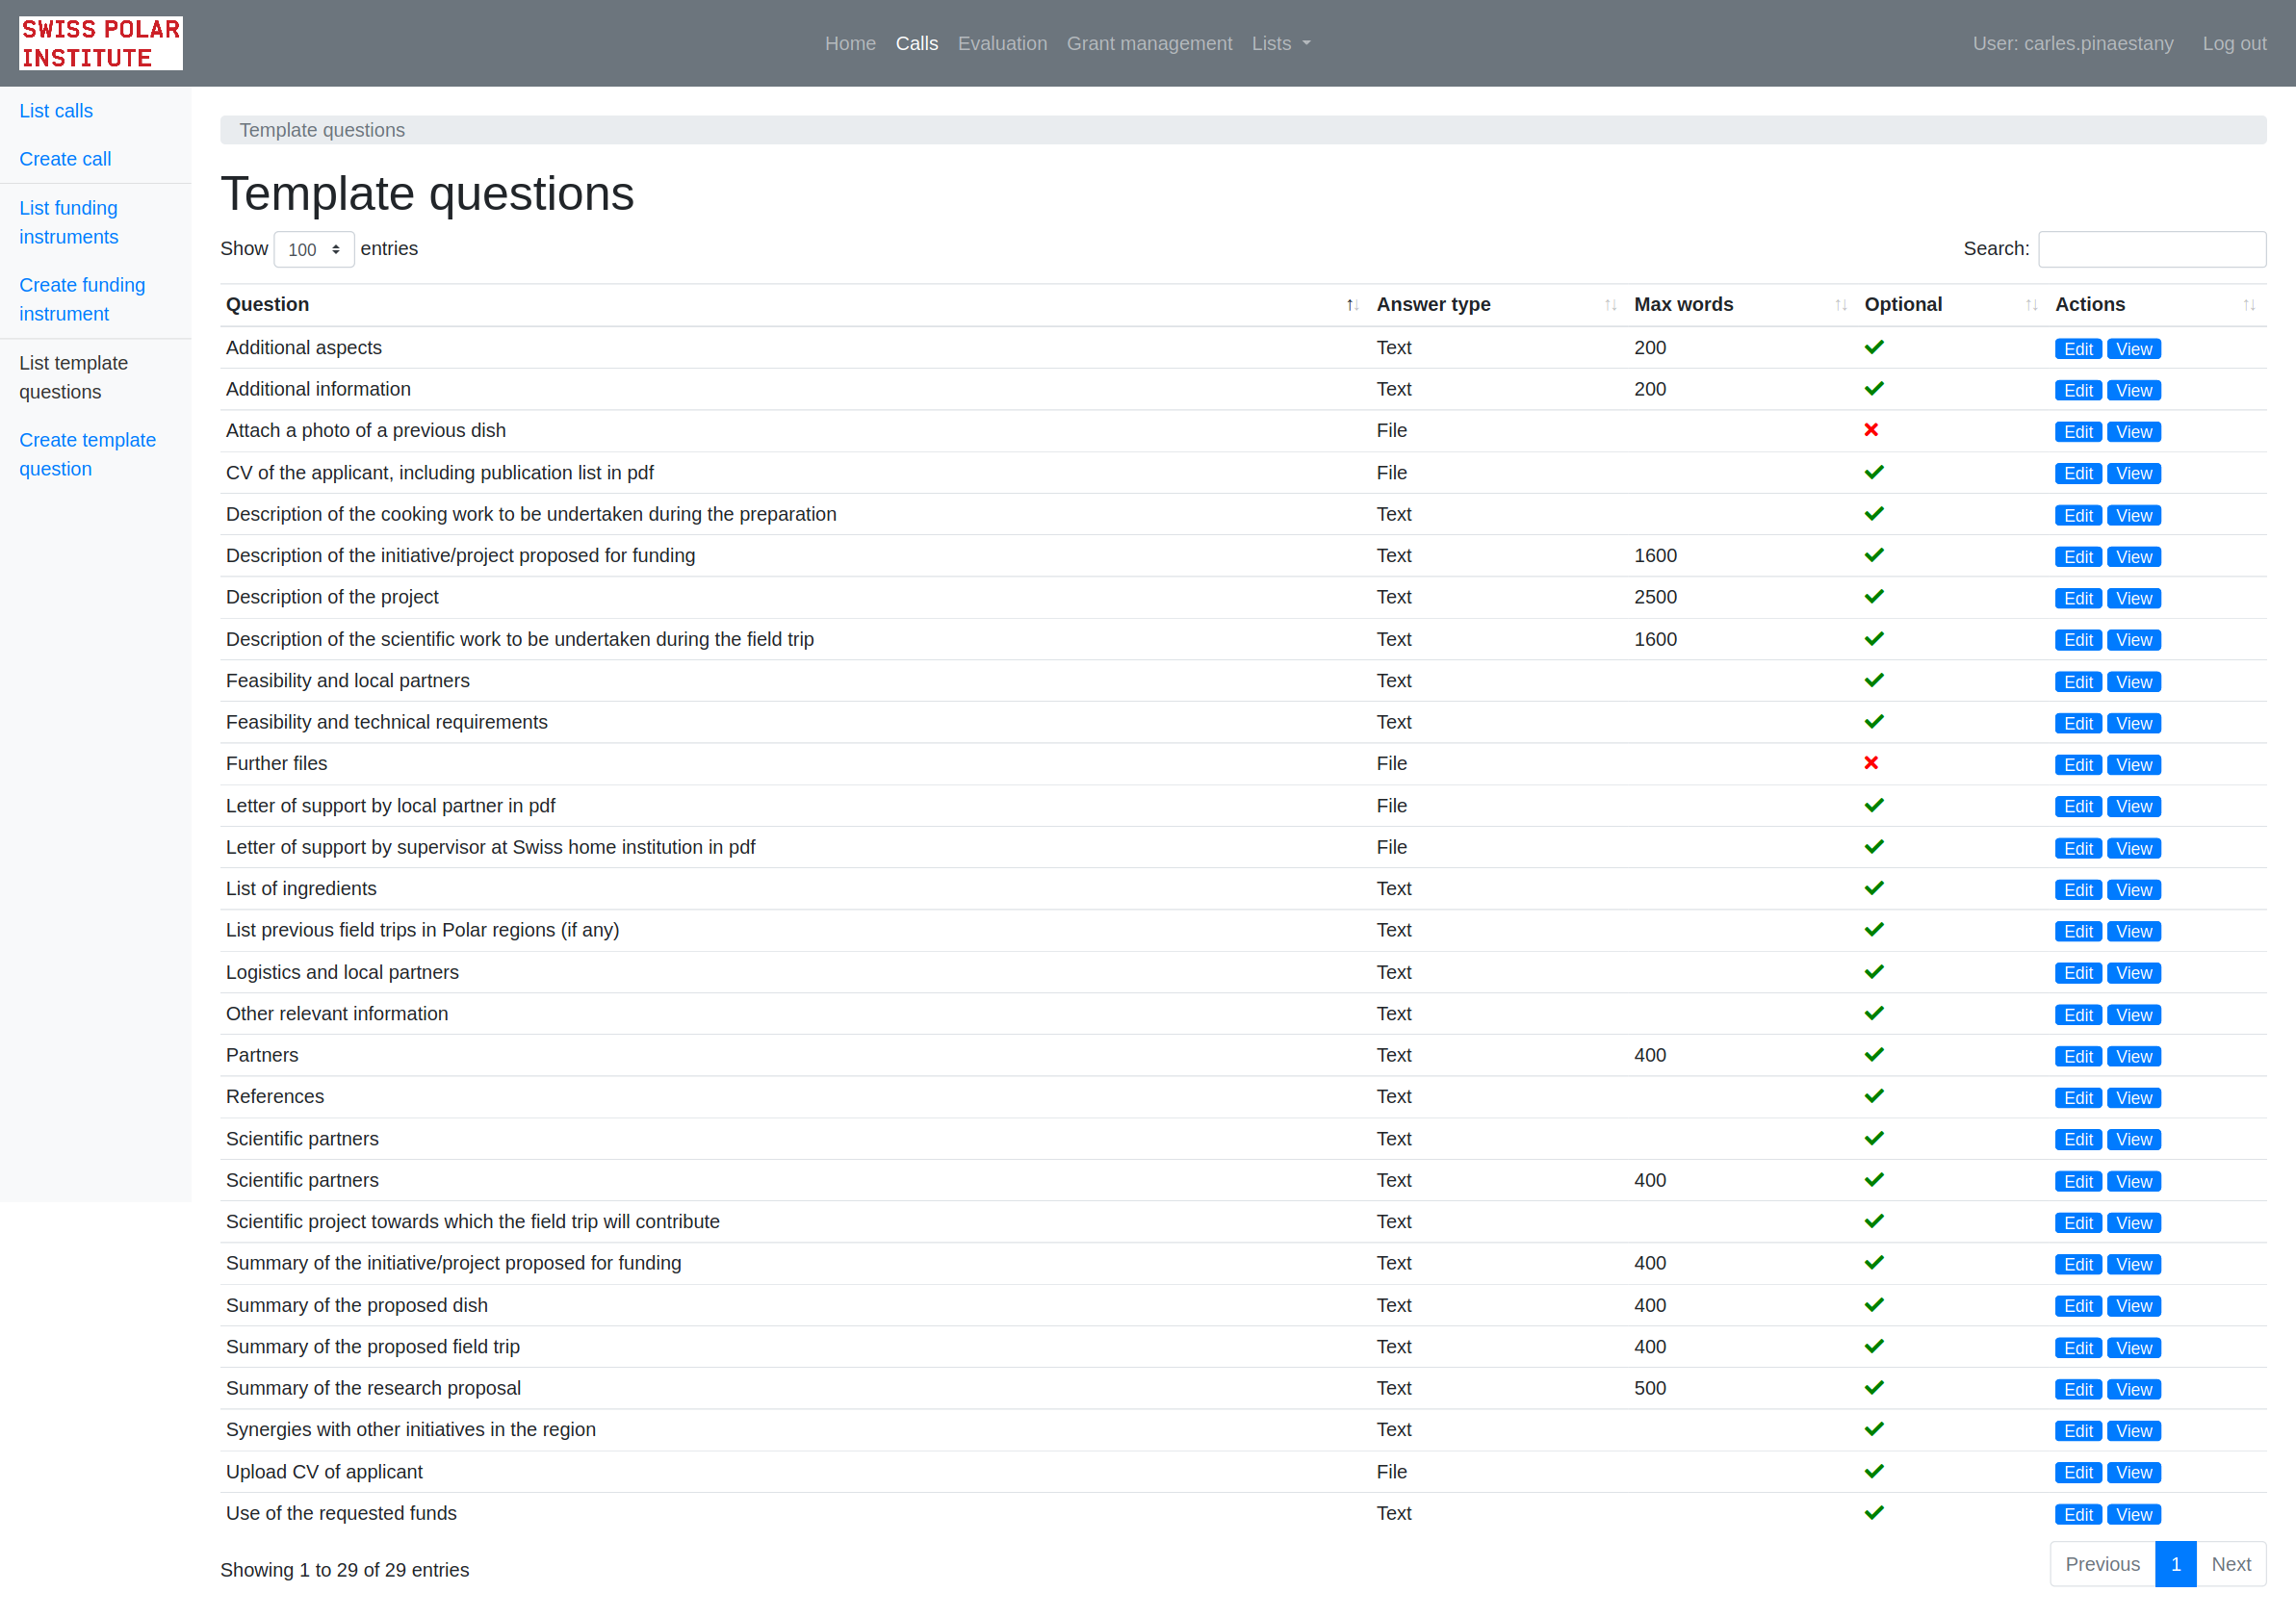 SWISS POLAR
INSTITUTE
Home Calls Evaluation Grant management Lists
User: carles.pinaestany Log out
List calls
Create call
List funding
instruments
Create funding
instrument
List template
questions
Create template
question
Template questions
Template questions
Show 100 entries Search:
Question Answer type Max words Optional Actions
Additional aspects Text 200 Edit View
Additional information Text 200 Edit View
Attach a photo of a previous dish File Edit View
CV of the applicant, including publication list in pdf File Edit View
Description of the cooking work to be undertaken during the preparation Text Edit View
Description of the initiative/project proposed for funding Text 1600 Edit View
Description of the project Text 2500 Edit View
Description of the scientific work to be undertaken during the field trip Text 1600 Edit View
Feasibility and local partners Text Edit View
Feasibility and technical requirements Text Edit View
Further files File Edit View
Letter of support by local partner in pdf File Edit View
Letter of support by supervisor at Swiss home institution in pdf File Edit View
List of ingredients Text Edit View
List previous field trips in Polar regions (if any) Text Edit View
Logistics and local partners Text Edit View
Other relevant information Text Edit View
Partners Text 400 Edit View
References Text Edit View
Scientific partners Text Edit View
Scientific partners Text 400 Edit View
Scientific project towards which the field trip will contribute Text Edit View
Summary of the initiative/project proposed for funding Text 400 Edit View
Summary of the proposed dish Text 400 Edit View
Summary of the proposed field trip Text 400 Edit View
Summary of the research proposal Text 500 Edit View
Synergies with other initiatives in the region Text Edit View
Upload CV of applicant File Edit View
Use of the requested funds Text Edit View
Showing 1 to 29 of 29 entries
Previous 1 Next